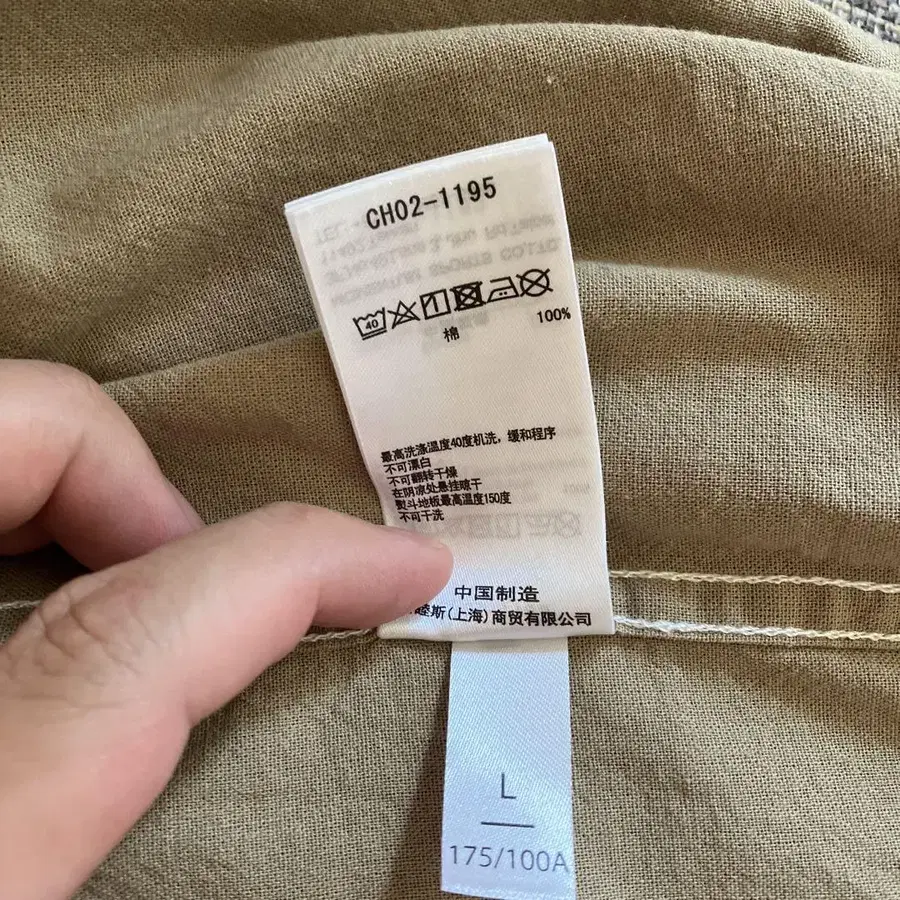 CH02-1195
40
棉 100%
最高洗涤温度40度机洗，缓和程序
不可漂白
不可翻转干燥
在阴凉处悬挂晾干
熨斗地板最高温度150度
不可干洗
中国制造
睦斯(上海)商贸有限公司
L
175/100A